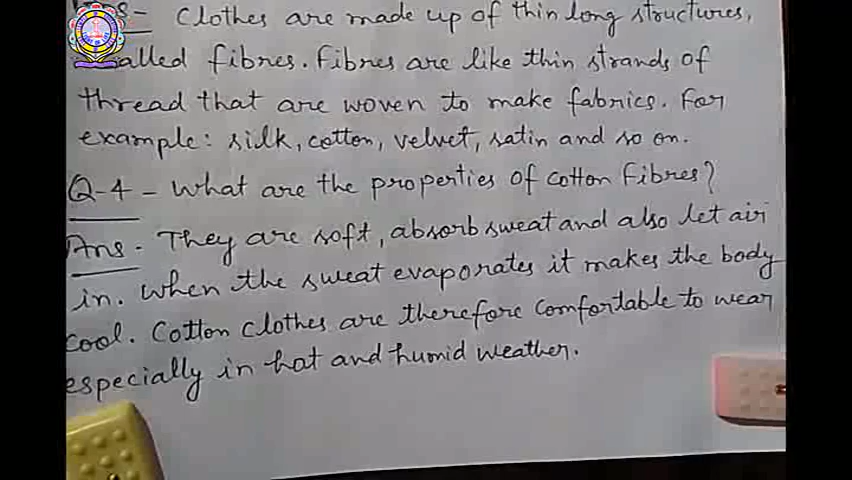 Ans- Clothes are made up of thin long structures,
called fibres. Fibres are like thin strands of
thread that are woven to make fabrics. For
example: silk, cotton, velvet, satin and so on.
Q-4 - What are the properties of cotton fibres?
Ans. They are soft, absorb sweat and also let air
in. When the sweat evaporates it makes the body
cool. Cotton clothes are therefore comfortable to wear
especially in hot and humid weather.